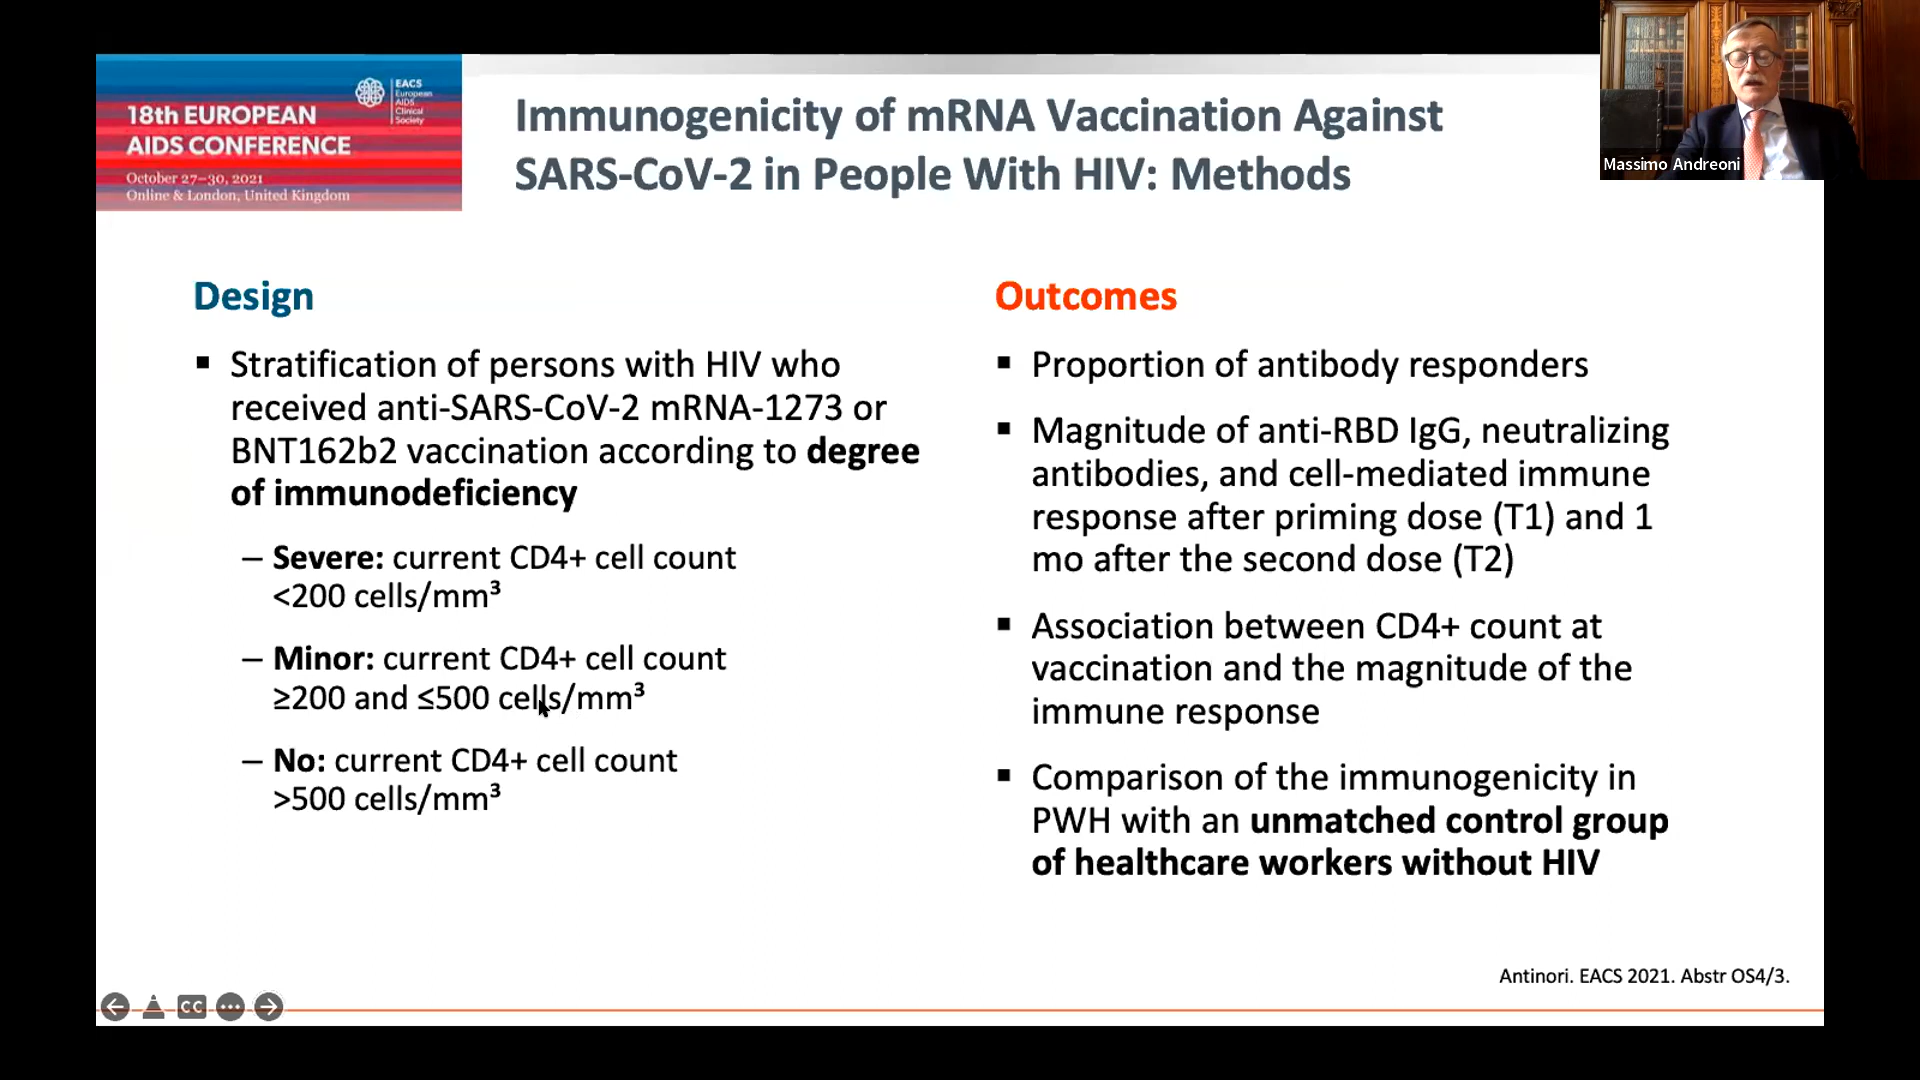 18th EUROPEAN
AIDS CONFERENCE
October 27–30, 2021
Online & London, United Kingdom
EACS
European
AIDS
Clinical
Society
Immunogenicity of mRNA Vaccination Against
SARS-CoV-2 in People With HIV: Methods
Massimo Andreoni
Design
▪ Stratification of persons with HIV who
received anti-SARS-CoV-2 mRNA-1273 or
BNT162b2 vaccination according to degree
of immunodeficiency
– Severe: current CD4+ cell count
<200 cells/mm³
– Minor: current CD4+ cell count
≥200 and ≤500 cells/mm³
– No: current CD4+ cell count
>500 cells/mm³
Outcomes
▪ Proportion of antibody responders
▪ Magnitude of anti-RBD IgG, neutralizing
antibodies, and cell-mediated immune
response after priming dose (T1) and 1
mo after the second dose (T2)
▪ Association between CD4+ count at
vaccination and the magnitude of the
immune response
▪ Comparison of the immunogenicity in
PWH with an unmatched control group
of healthcare workers without HIV
Antinori. EACS 2021. Abstr OS4/3.
CC